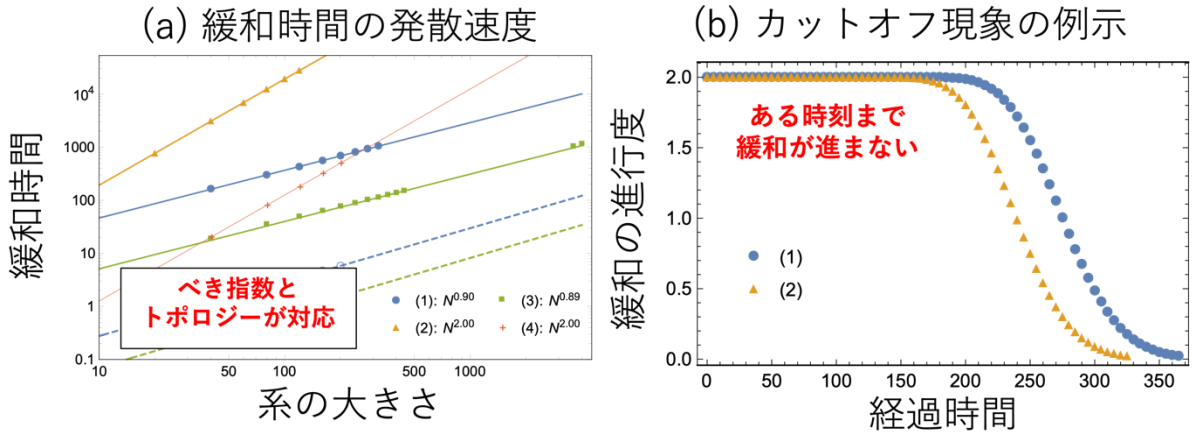 (a) 緩和時間の発散速度
緩和時間
10⁴
1000
100
10
1
0.1
べき指数と
トポロジーが対応
(1): N^0.90
(3): N^0.89
(2): N^2.00
(4): N^2.00
10
50
100
500
1000
系の大きさ
(b) カットオフ現象の例示
緩和の進行度
2.0
1.5
1.0
0.5
0.0
ある時刻まで
緩和が進まない
(1)
(2)
0
50
100
150
200
250
300
350
経過時間